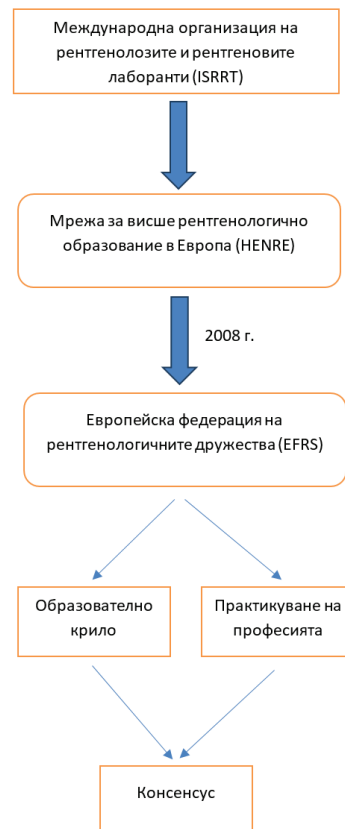 Международна организация на
рентгенолозите и рентгеновите
лаборанти (ISRRT)
Мрежа за висше рентгенологично
образование в Европа (HENRE)
2008 г.
Европейска федерация на
рентгенологичните дружества (EFRS)
Образователно
крило
Практикуване на
професията
Консенсус